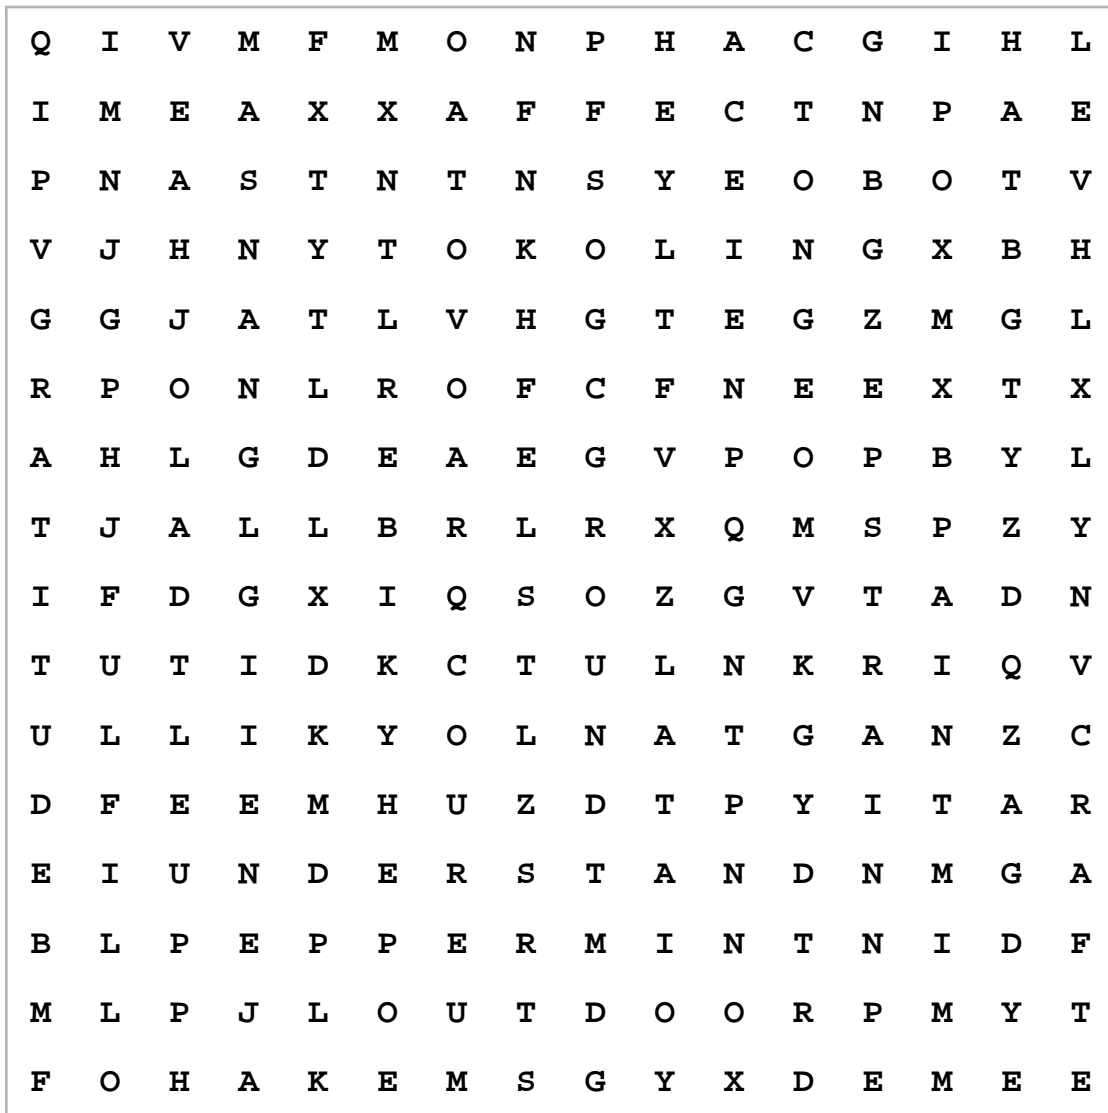 Q I V M F M O N P H A C G I H L
I M E A X X A F F E C T N P A E
P N A S T N T N S Y E O B O T V
V J H N Y T O K O L I N G X B H
G G J A T L V H G T E G Z M G L
R P O N L R O F C F N E E X T X
A H L G D E A E G V P O P B Y L
T J A L L B R L R X Q M S P Z Y
I F D G X I Q S O Z G V T A D N
T U T I D K C T U L N K R I Q V
U L L I K Y O L N A T G A N Z C
D F E E M H U Z D T P Y I T A R
E I U N D E R S T A N D N M G A
B L P E P P E R M I N T N I D F
M L P J L O U T D O O R P M Y T
F O H A K E M S G Y X D E M E E